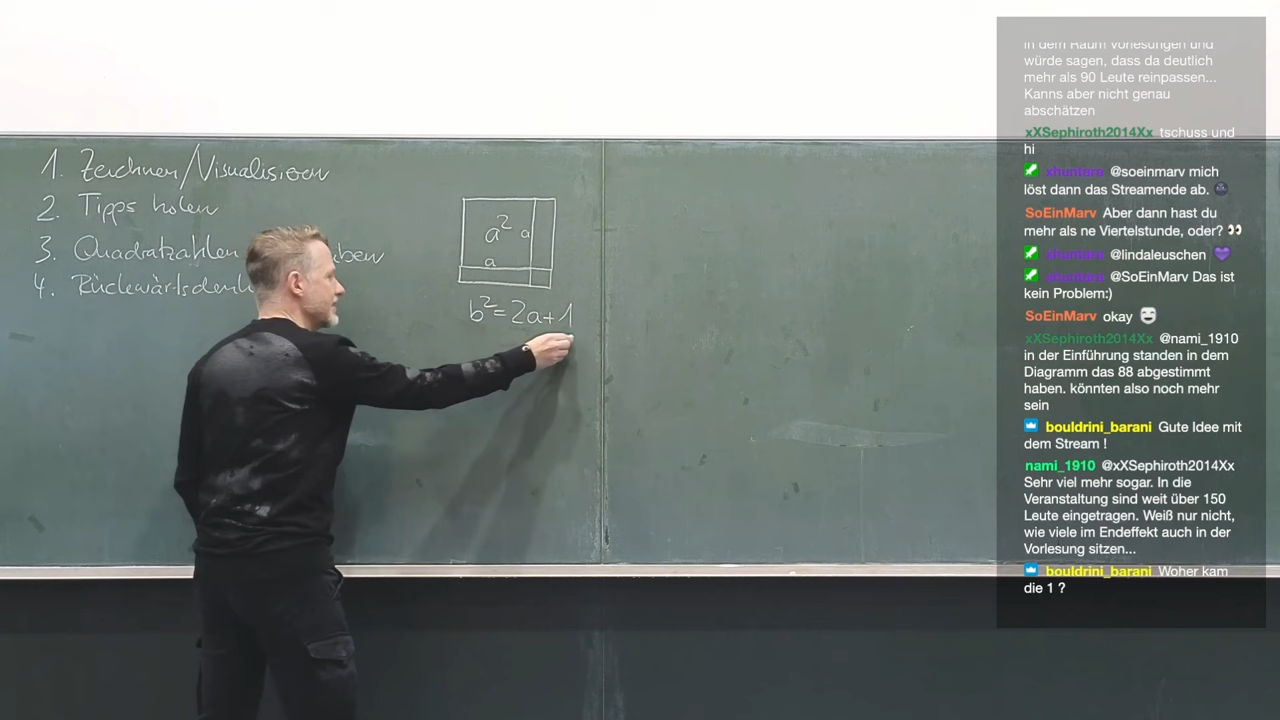 1. Zeichnen/Visualisieren
2. Tipps holen
3. Quadratzahlen
4. Rückwärtsdenk
a² a
a
b²=2a+1
in dem Raum Vorlesungen und
würde sagen, dass da deutlich
mehr als 90 Leute reinpassen...
Kanns aber nicht genau
abschätzen
xXSephiroth2014Xx tschuss und
hi
xhuntara @soeinmarv mich
löst dann das Streamende ab.
SoEinMarv Aber dann hast du
mehr als ne Viertelstunde, oder? 👀
xhuntara @lindaleuschen 💜
xhuntara @SoEinMarv Das ist
kein Problem:)
SoEinMarv okay
xXSephiroth2014Xx @nami_1910
in der Einführung standen in dem
Diagramm das 88 abgestimmt
haben. könnten also noch mehr
sein
bouldrini_barani Gute Idee mit
dem Stream !
nami_1910 @xXSephiroth2014Xx
Sehr viel mehr sogar. In die
Veranstaltung sind weit über 150
Leute eingetragen. Weiß nur nicht,
wie viele im Endeffekt auch in der
Vorlesung sitzen...
bouldrini_barani Woher kam
die 1 ?